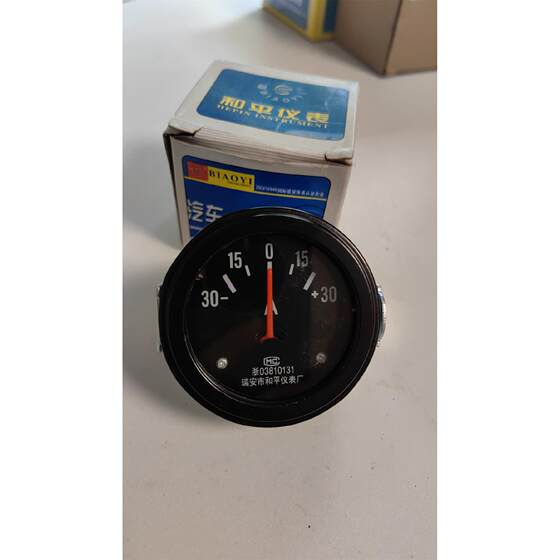 和平仪表
HEPIN INSTRUMENT
BIAOYI
汽车
15 0 15
30- +30
A
MC
浙03810131
瑞安市和平仪表厂